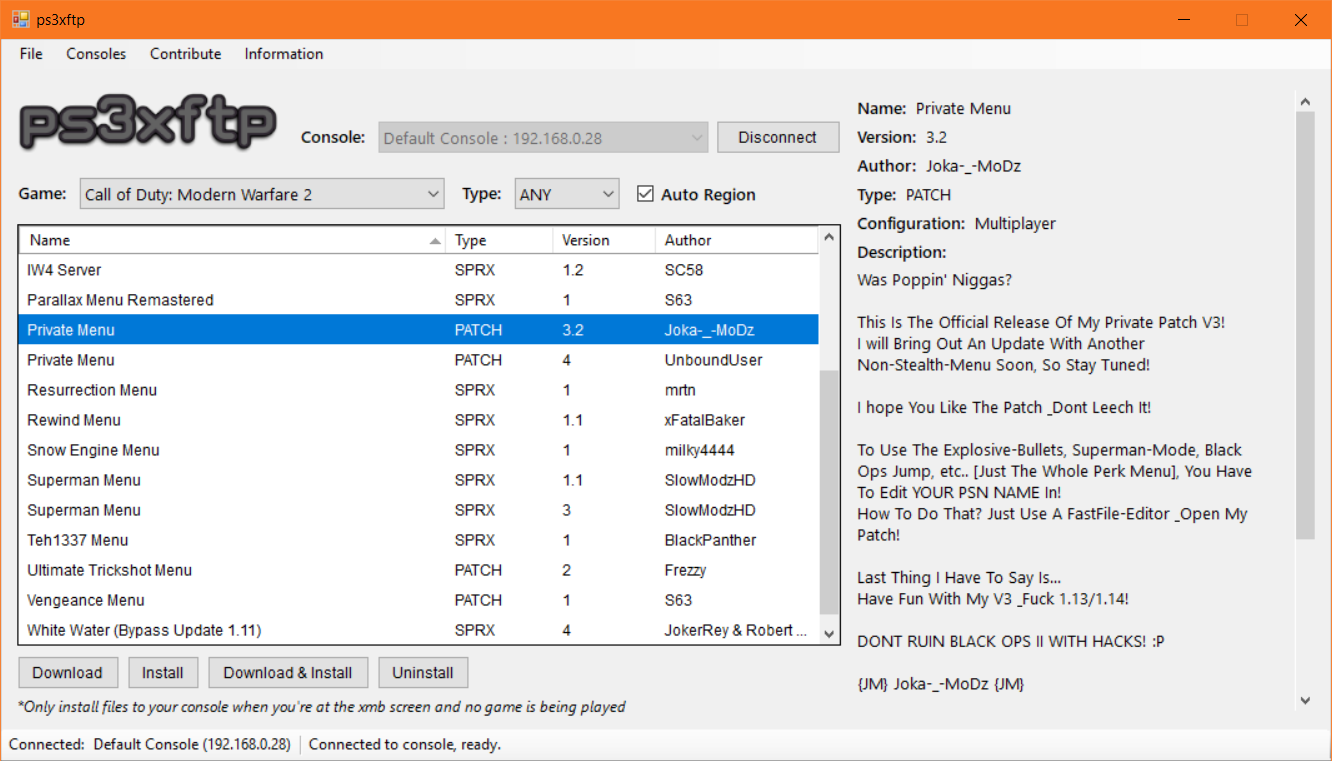 ps3xftp
File Consoles Contribute Information
ps3xftp
Console: Default Console : 192.168.0.28 Disconnect
Game: Call of Duty: Modern Warfare 2 Type: ANY Auto Region
Name Type Version Author
IW4 Server SPRX 1.2 SC58
Parallax Menu Remastered SPRX 1 S63
Private Menu PATCH 3.2 Joka-_-MoDz
Private Menu PATCH 4 UnboundUser
Resurrection Menu SPRX 1 mrtn
Rewind Menu SPRX 1.1 xFatalBaker
Snow Engine Menu SPRX 1 milky4444
Superman Menu SPRX 1.1 SlowModzHD
Superman Menu SPRX 3 SlowModzHD
Teh1337 Menu SPRX 1 BlackPanther
Ultimate Trickshot Menu PATCH 2 Frezzy
Vengeance Menu PATCH 1 S63
White Water (Bypass Update 1.11) SPRX 4 JokerRey & Robert ...
Download Install Download & Install Uninstall
*Only install files to your console when you're at the xmb screen and no game is being played
Name: Private Menu
Version: 3.2
Author: Joka-_-MoDz
Type: PATCH
Configuration: Multiplayer
Description:
Was Poppin' Niggas?
This Is The Official Release Of My Private Patch V3!
I will Bring Out An Update With Another
Non-Stealth-Menu Soon, So Stay Tuned!
I hope You Like The Patch _Dont Leech It!
To Use The Explosive-Bullets, Superman-Mode, Black
Ops Jump, etc.. [Just The Whole Perk Menu], You Have
To Edit YOUR PSN NAME In!
How To Do That? Just Use A FastFile-Editor _Open My
Patch!
Last Thing I Have To Say Is...
Have Fun With My V3 _Fuck 1.13/1.14!
DONT RUIN BLACK OPS II WITH HACKS! :P
{JM} Joka-_-MoDz {JM}
Connected: Default Console (192.168.0.28) Connected to console, ready.